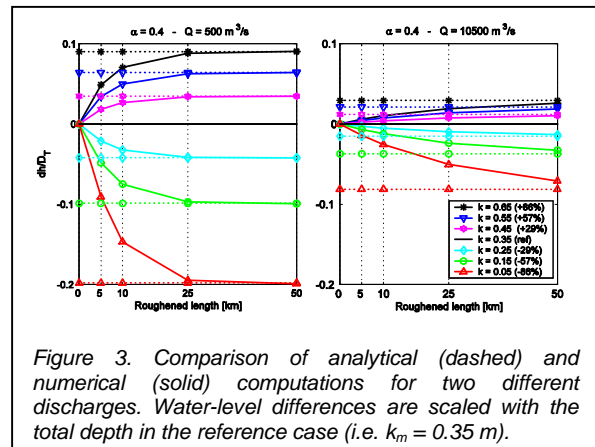 α = 0.4 - Q = 500 m³/s
α = 0.4 - Q = 10500 m³/s
dh/D_T
0.1
0
-0.1
-0.2
0 5 10 25 50
Roughened length [km]
0.1
0
-0.1
-0.2
0 5 10 25 50
Roughened length [km]
k = 0.65 (+86%)
k = 0.55 (+57%)
k = 0.45 (+29%)
k = 0.35 (ref)
k = 0.25 (-29%)
k = 0.15 (-57%)
k = 0.05 (-86%)
Figure 3. Comparison of analytical (dashed) and
numerical (solid) computations for two different
discharges. Water-level differences are scaled with the
total depth in the reference case (i.e. k_m = 0.35 m).